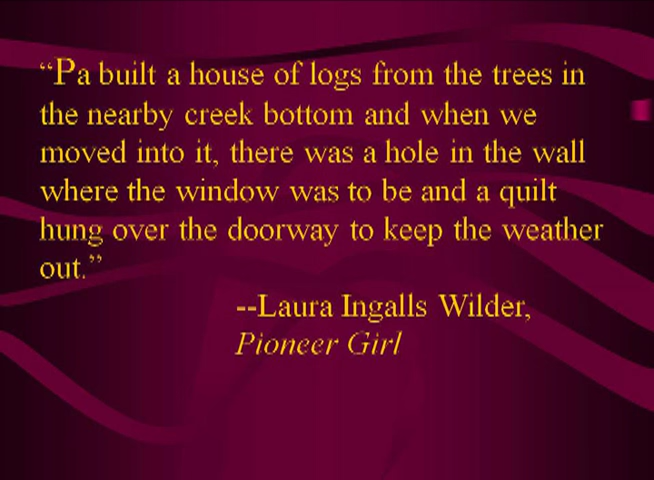 “Pa built a house of logs from the trees in
the nearby creek bottom and when we
moved into it, there was a hole in the wall
where the window was to be and a quilt
hung over the doorway to keep the weather
out.”
--Laura Ingalls Wilder,
Pioneer Girl